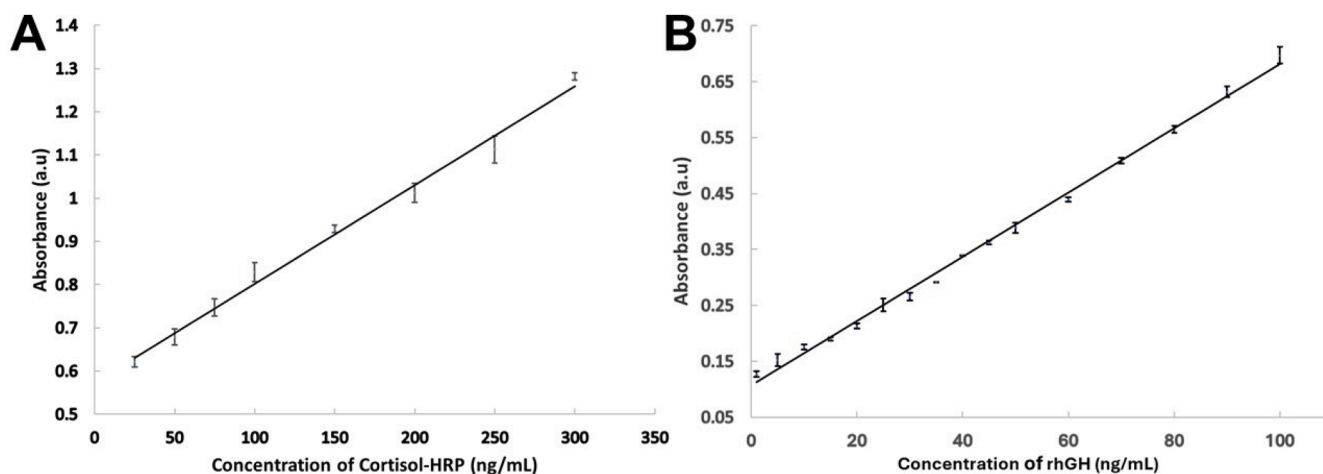 A
Absorbance (a.u)
1.4
1.3
1.2
1.1
1
0.9
0.8
0.7
0.6
0.5
0 50 100 150 200 250 300 350
Concentration of Cortisol-HRP (ng/mL)
B
Absorbance (a.u)
0.75
0.65
0.55
0.45
0.35
0.25
0.15
0.05
0 20 40 60 80 100
Concentration of rhGH (ng/mL)